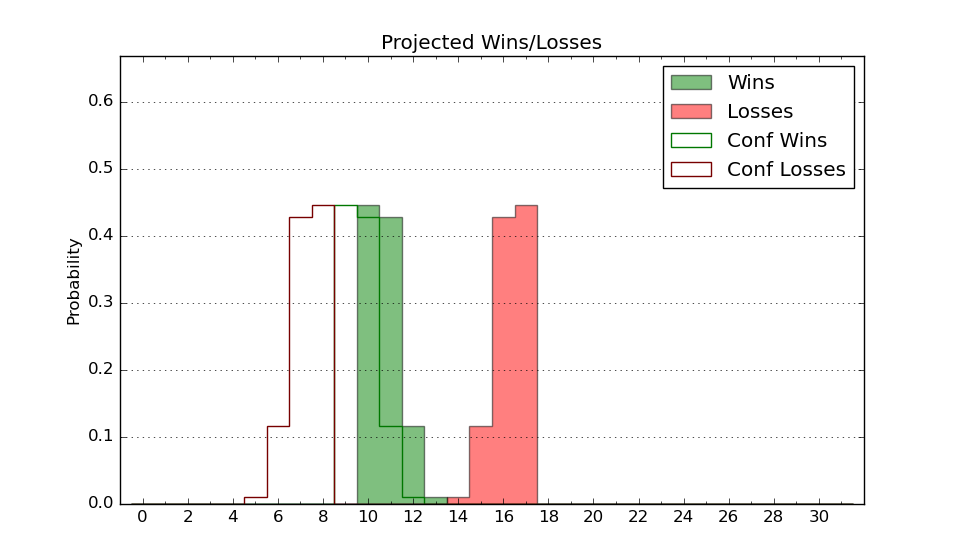 Projected Wins/Losses
Wins
Losses
Conf Wins
Conf Losses
Probability
0.6
0.5
0.4
0.3
0.2
0.1
0.0
0 2 4 6 8 10 12 14 16 18 20 22 24 26 28 30